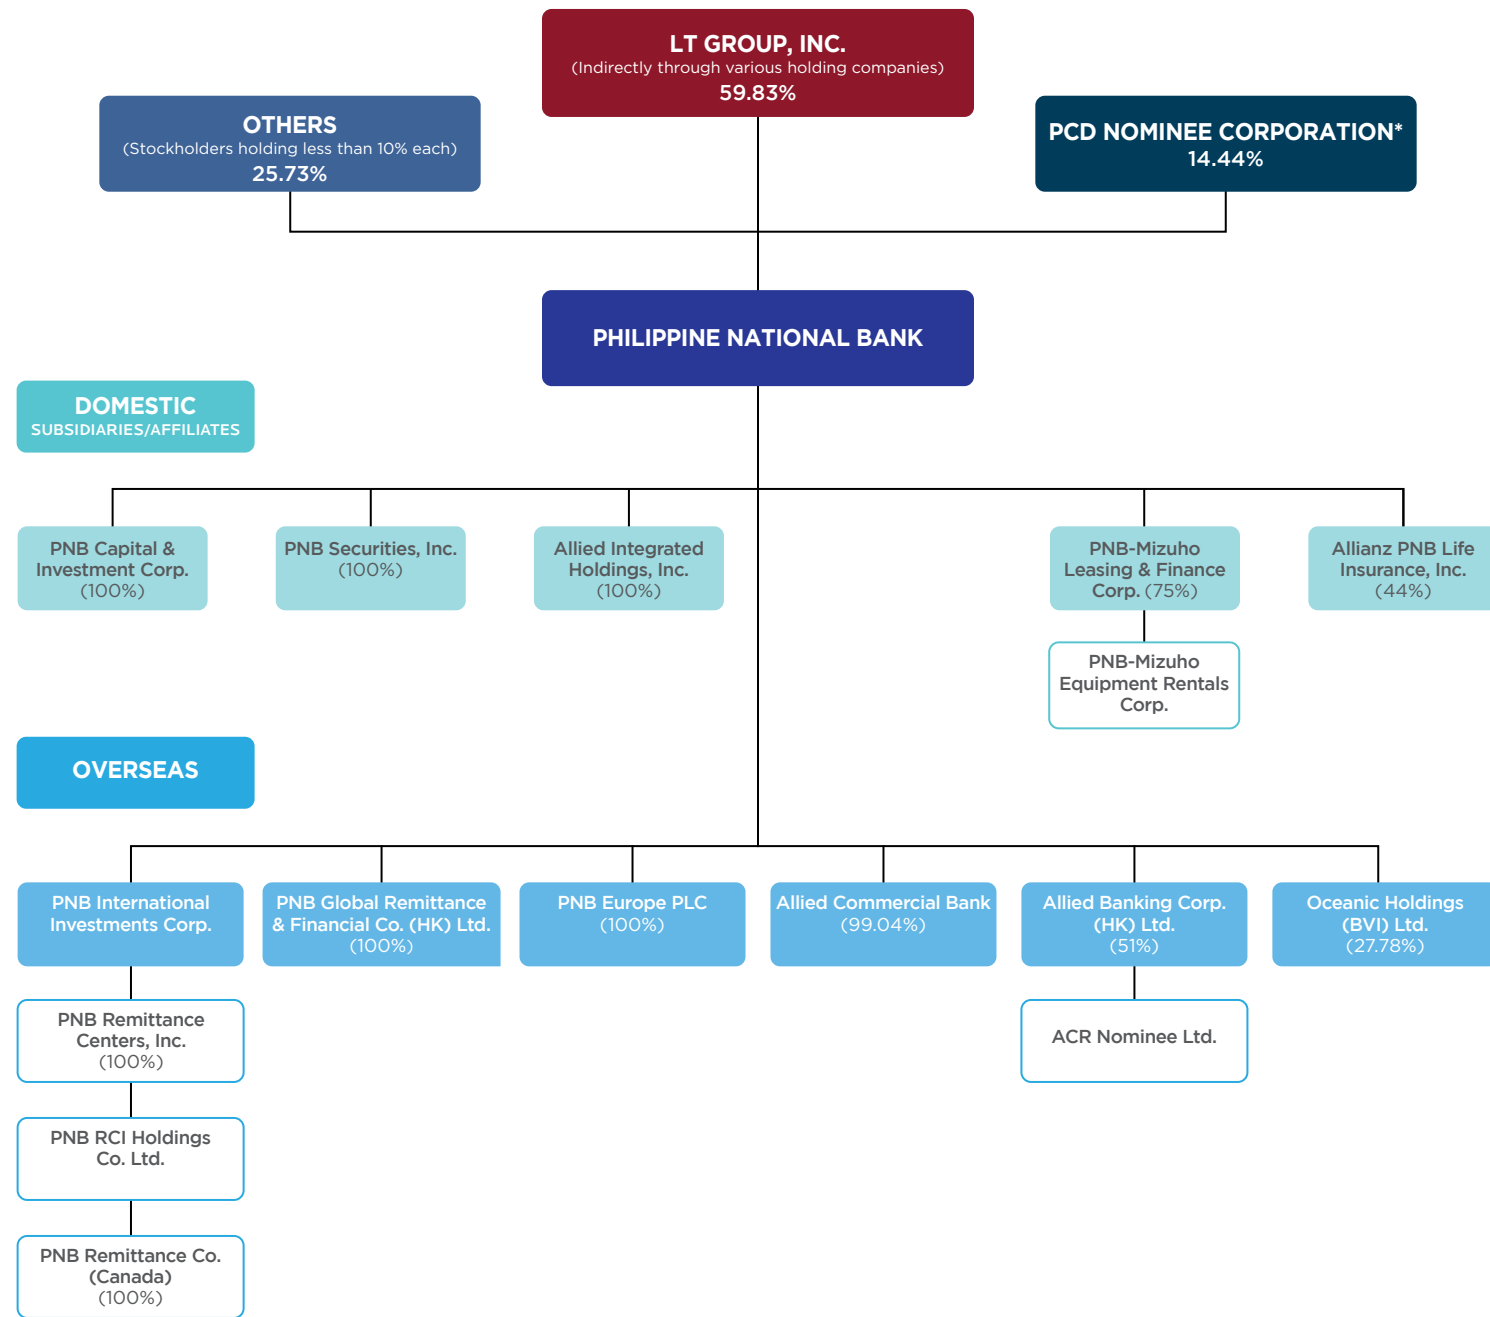 LT GROUP, INC.
(Indirectly through various holding companies)
59.83%
OTHERS
(Stockholders holding less than 10% each)
25.73%
PCD NOMINEE CORPORATION*
14.44%
PHILIPPINE NATIONAL BANK
DOMESTIC
SUBSIDIARIES/AFFILIATES
PNB Capital &
Investment Corp.
(100%)
PNB Securities, Inc.
(100%)
Allied Integrated
Holdings, Inc.
(100%)
PNB-Mizuho
Leasing & Finance
Corp. (75%)
Allianz PNB Life
Insurance, Inc.
(44%)
PNB-Mizuho
Equipment Rentals
Corp.
OVERSEAS
PNB International
Investments Corp.
PNB Global Remittance
& Financial Co. (HK) Ltd.
(100%)
PNB Europe PLC
(100%)
Allied Commercial Bank
(99.04%)
Allied Banking Corp.
(HK) Ltd.
(51%)
Oceanic Holdings
(BVI) Ltd.
(27.78%)
PNB Remittance
Centers, Inc.
(100%)
ACR Nominee Ltd.
PNB RCI Holdings
Co. Ltd.
PNB Remittance Co.
(Canada)
(100%)